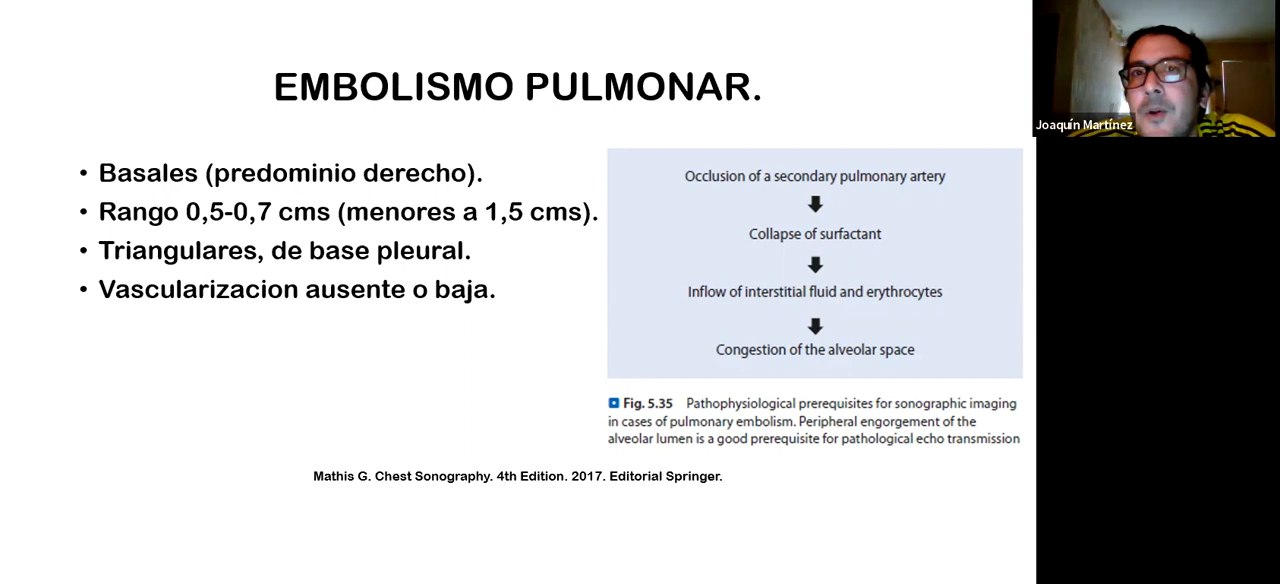 EMBOLISMO PULMONAR.
• Basales (predominio derecho).
• Rango 0,5-0,7 cms (menores a 1,5 cms).
• Triangulares, de base pleural.
• Vascularizacion ausente o baja.
Occlusion of a secondary pulmonary artery
Collapse of surfactant
Inflow of interstitial fluid and erythrocytes
Congestion of the alveolar space
Fig. 5.35 Pathophysiological prerequisites for sonographic imaging
in cases of pulmonary embolism. Peripheral engorgement of the
alveolar lumen is a good prerequisite for pathological echo transmission
Mathis G. Chest Sonography. 4th Edition. 2017. Editorial Springer.
Joaquín Martínez